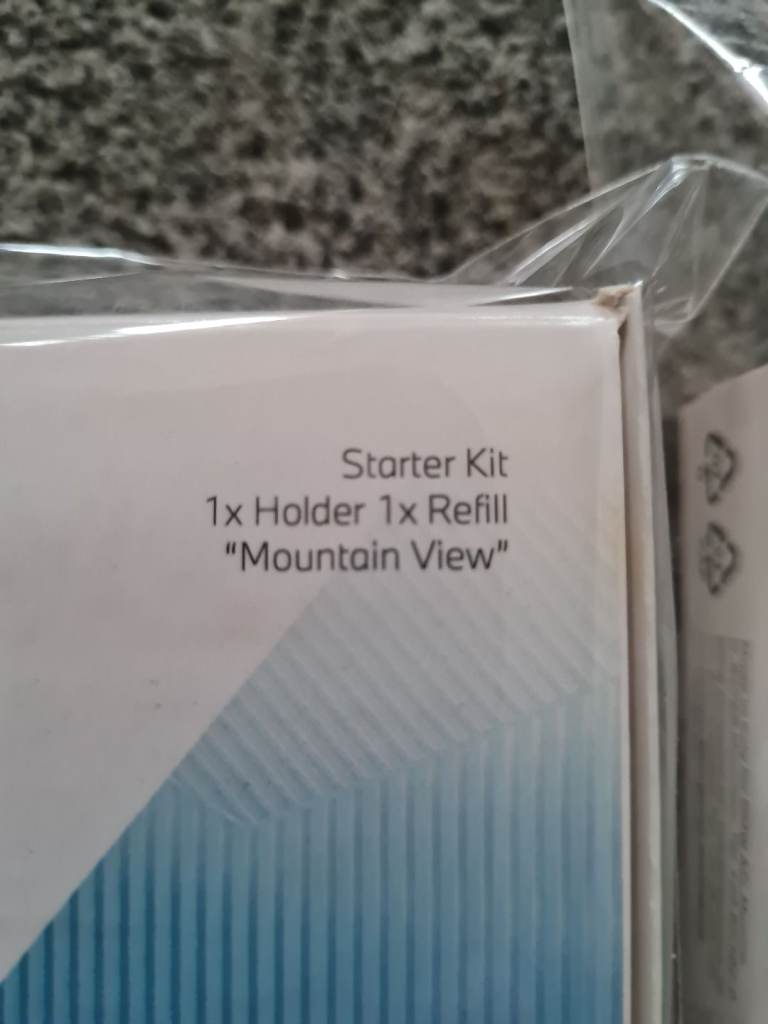 Starter Kit
1x Holder 1x Refill
“Mountain View”